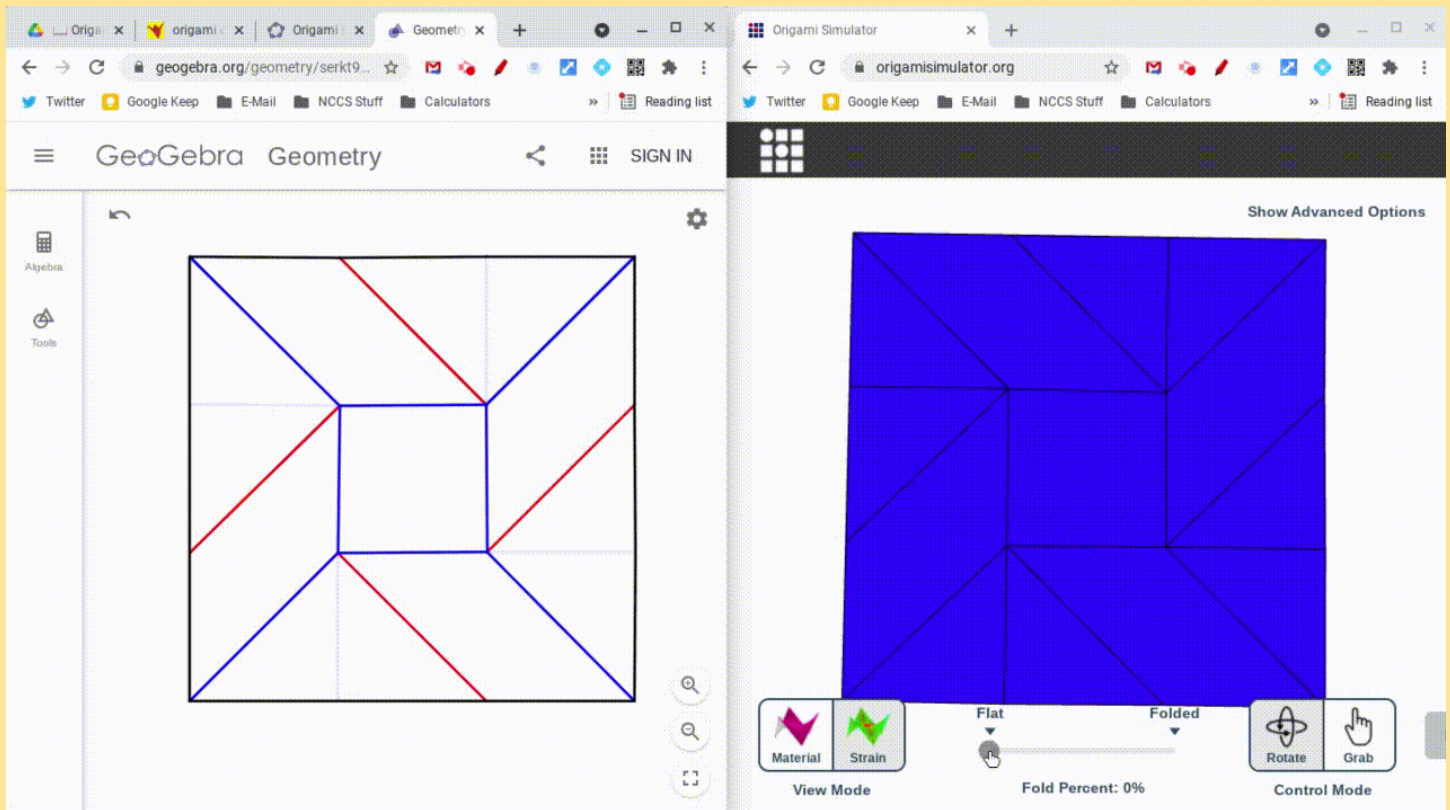 Origa
origami c
Origami
Geometr
geogebra.org/geometry/serkt9...
Twitter Google Keep E-Mail NCCS Stuff Calculators » Reading list
GeoGebra Geometry
SIGN IN
Algebra
Tools
Origami Simulator
origamisimulator.org
Twitter Google Keep E-Mail NCCS Stuff Calculators » Reading list
Show Advanced Options
Flat
Folded
Material
Strain
View Mode
Fold Percent: 0%
Rotate
Grab
Control Mode